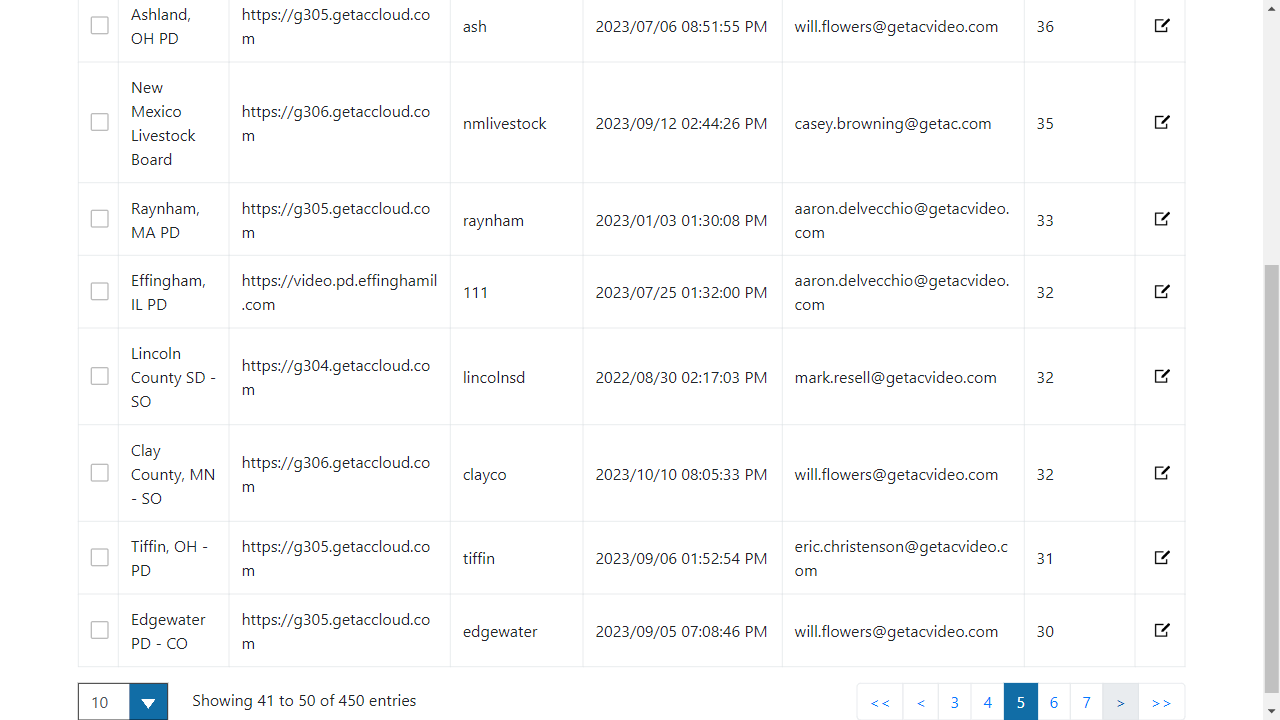 Ashland,
OH PD
https://g305.getaccloud.co
m
ash
2023/07/06 08:51:55 PM
will.flowers@getacvideo.com
36
New
Mexico
Livestock
Board
https://g306.getaccloud.co
m
nmlivestock
2023/09/12 02:44:26 PM
casey.browning@getac.com
35
Raynham,
MA PD
https://g305.getaccloud.co
m
raynham
2023/01/03 01:30:08 PM
aaron.delvecchio@getacvideo.
com
33
Effingham,
IL PD
https://video.pd.effinghamil
.com
111
2023/07/25 01:32:00 PM
aaron.delvecchio@getacvideo.
com
32
Lincoln
County SD -
SO
https://g304.getaccloud.co
m
lincolnsd
2022/08/30 02:17:03 PM
mark.resell@getacvideo.com
32
Clay
County, MN
- SO
https://g306.getaccloud.co
m
clayco
2023/10/10 08:05:33 PM
will.flowers@getacvideo.com
32
Tiffin, OH -
PD
https://g305.getaccloud.co
m
tiffin
2023/09/06 01:52:54 PM
eric.christenson@getacvideo.c
om
31
Edgewater
PD - CO
https://g305.getaccloud.co
m
edgewater
2023/09/05 07:08:46 PM
will.flowers@getacvideo.com
30
10
Showing 41 to 50 of 450 entries
<< < 3 4 5 6 7 > >>